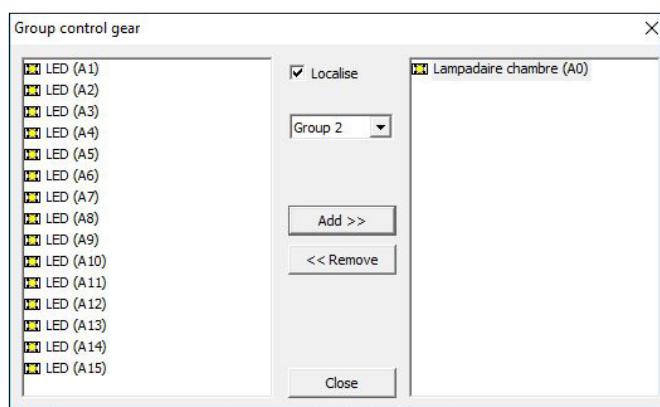 Group control gear
LED (A1)
LED (A2)
LED (A3)
LED (A4)
LED (A5)
LED (A6)
LED (A7)
LED (A8)
LED (A9)
LED (A10)
LED (A11)
LED (A12)
LED (A13)
LED (A14)
LED (A15)
Localise
Group 2
Add >>
<< Remove
Close
Lampadaire chambre (A0)